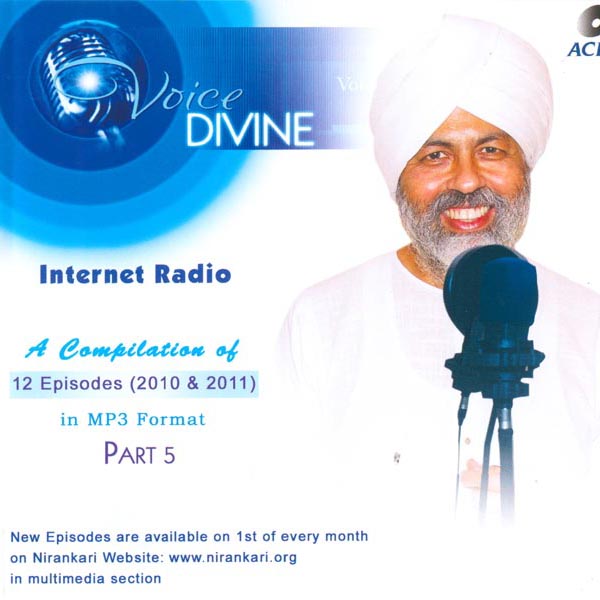 Voice
DIVINE
Internet Radio
A Compilation of
12 Episodes (2010 & 2011)
in MP3 Format
PART 5
New Episodes are available on 1st of every month
on Nirankari Website: www.nirankari.org
in multimedia section